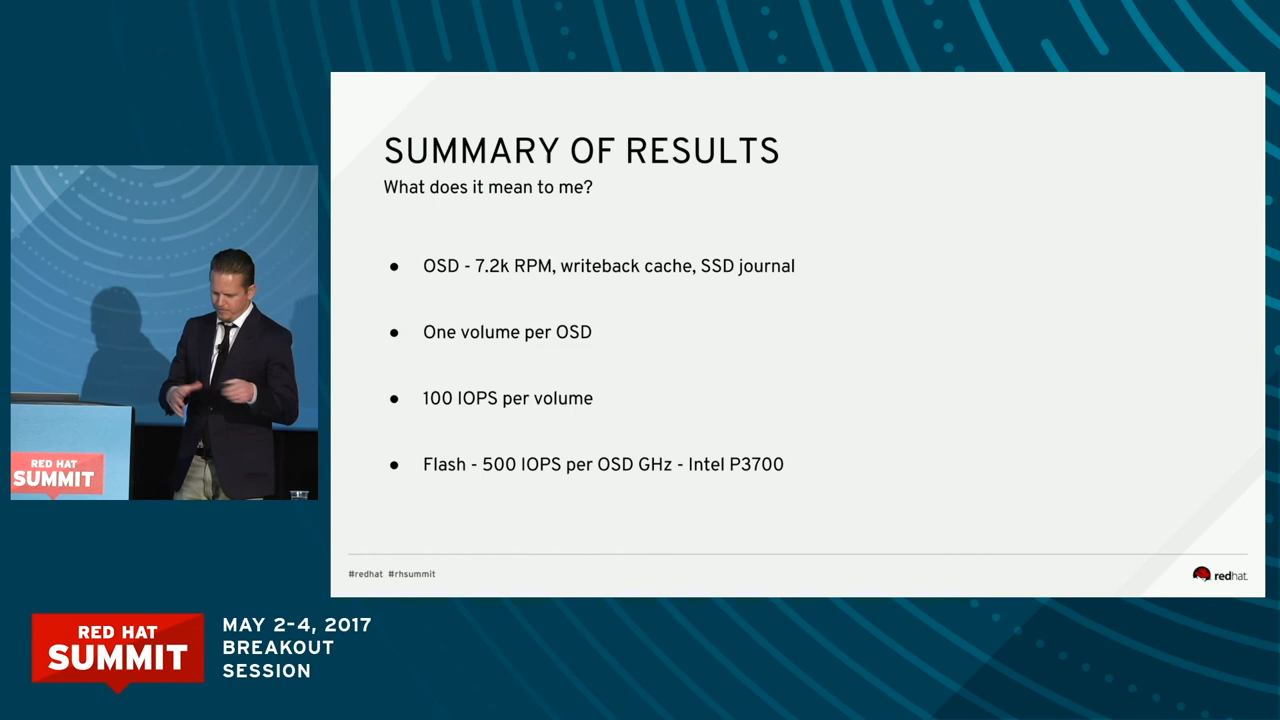 SUMMARY OF RESULTS
What does it mean to me?
● OSD - 7.2k RPM, writeback cache, SSD journal
● One volume per OSD
● 100 IOPS per volume
● Flash - 500 IOPS per OSD GHz - Intel P3700
#redhat #rhsummit
redhat.
RED HAT
SUMMIT
RED HAT
SUMMIT
MAY 2-4, 2017
BREAKOUT
SESSION